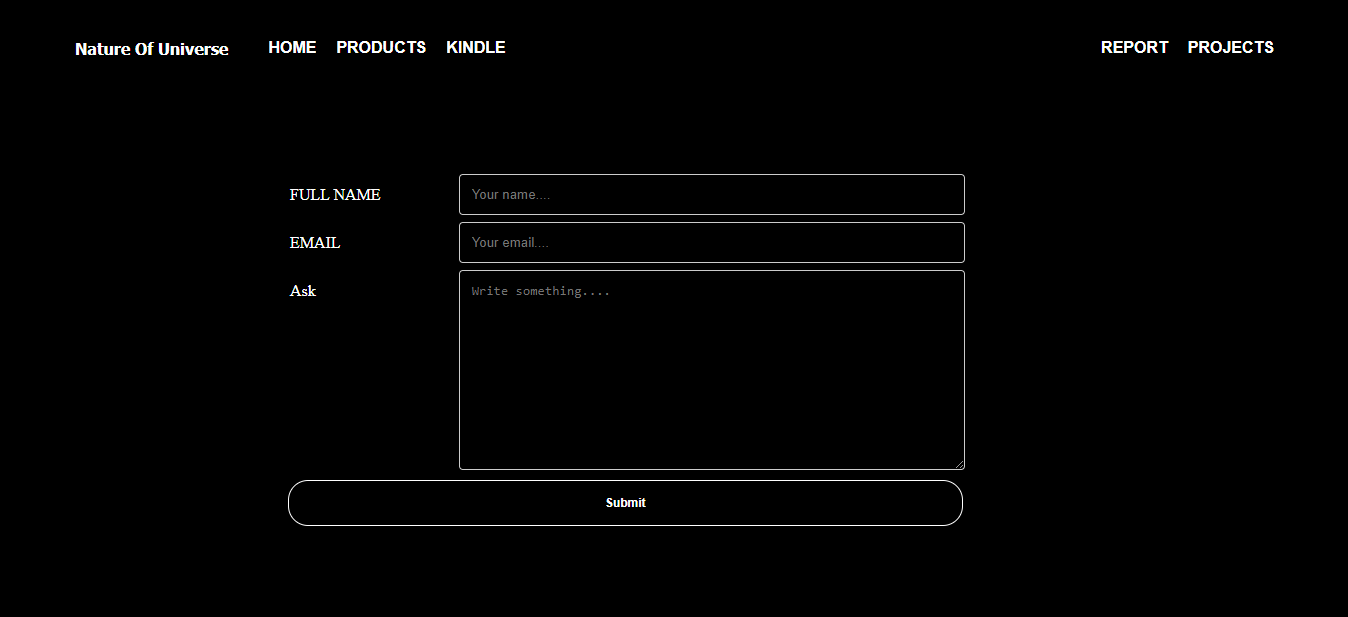 Nature Of Universe HOME PRODUCTS KINDLE REPORT PROJECTS
FULL NAME Your name....
EMAIL Your email....
Ask Write something....
Submit